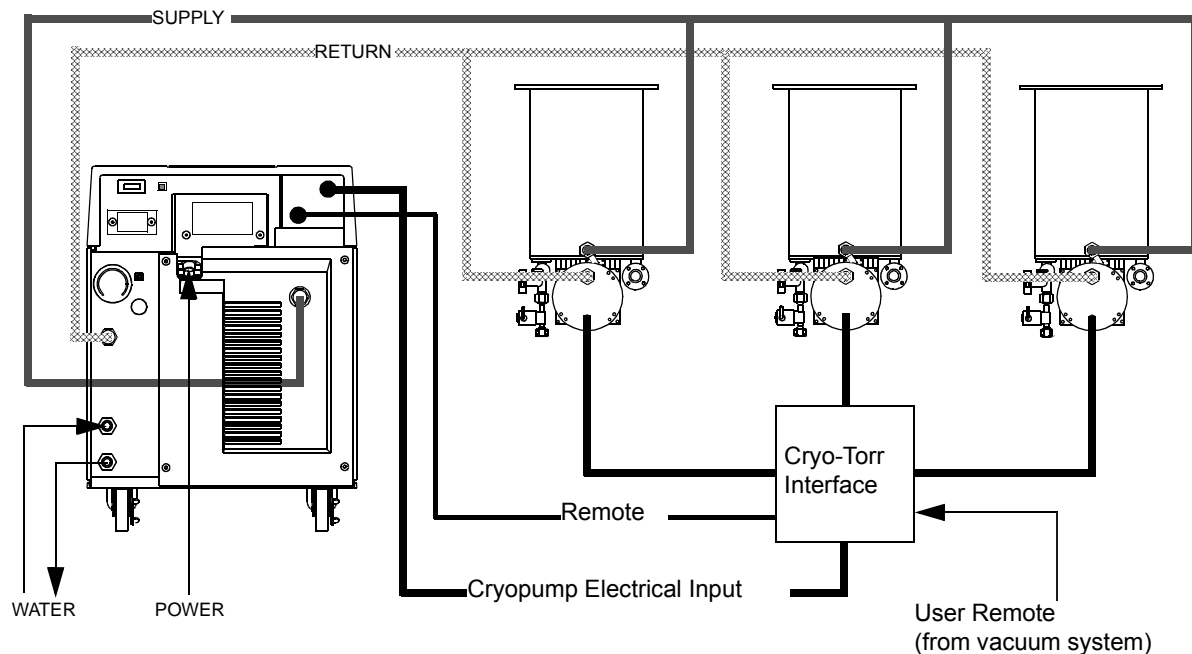 SUPPLY
RETURN
Cryo-Torr
Interface
Remote
Cryopump Electrical Input
WATER
POWER
User Remote
(from vacuum system)